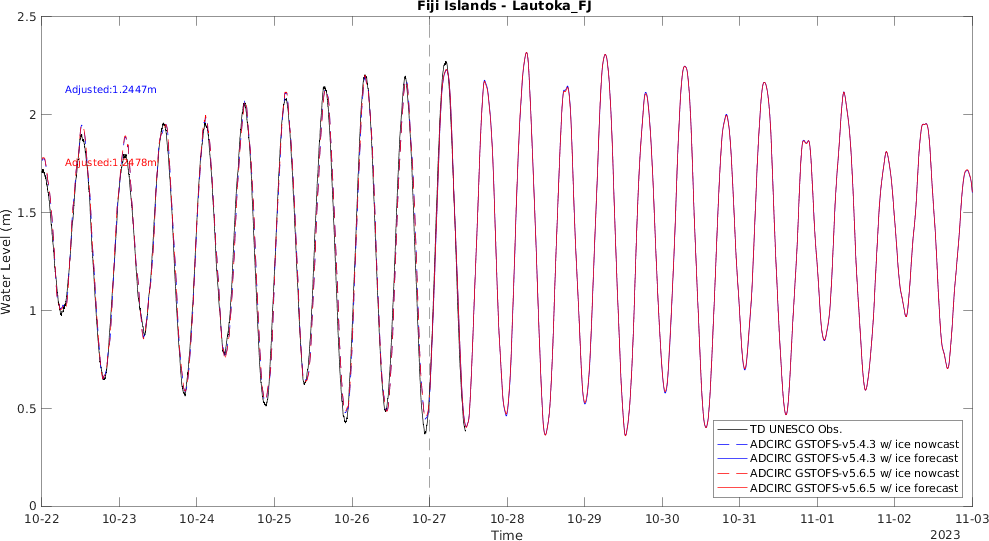 Fiji Islands - Lautoka_FJ
2.5
2
1.5
1
0.5
0
Water Level (m)
Adjusted:1.2447m
Adjusted:1.2478m
TD UNESCO Obs.
ADCIRC GSTOFS-v5.4.3 w/ ice nowcast
ADCIRC GSTOFS-v5.4.3 w/ ice forecast
ADCIRC GSTOFS-v5.6.5 w/ ice nowcast
ADCIRC GSTOFS-v5.6.5 w/ ice forecast
10-22 10-23 10-24 10-25 10-26 10-27 10-28 10-29 10-30 10-31 11-01 11-02 11-03
Time
2023